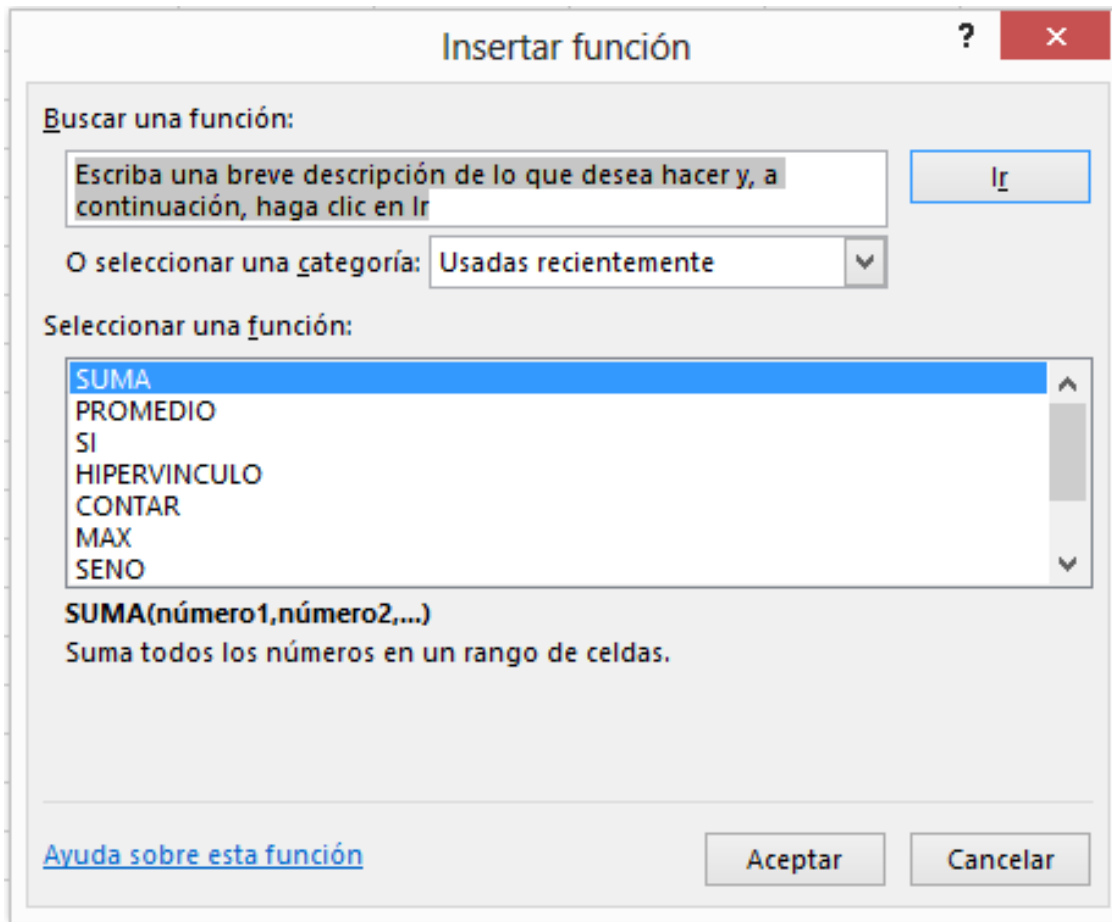 Insertar función
?
Buscar una función:
Escriba una breve descripción de lo que desea hacer y, a
continuación, haga clic en Ir
Ir
O seleccionar una categoría: Usadas recientemente
Seleccionar una función:
SUMA
PROMEDIO
SI
HIPERVINCULO
CONTAR
MAX
SENO
SUMA(número1,número2,...)
Suma todos los números en un rango de celdas.
Ayuda sobre esta función
Aceptar
Cancelar